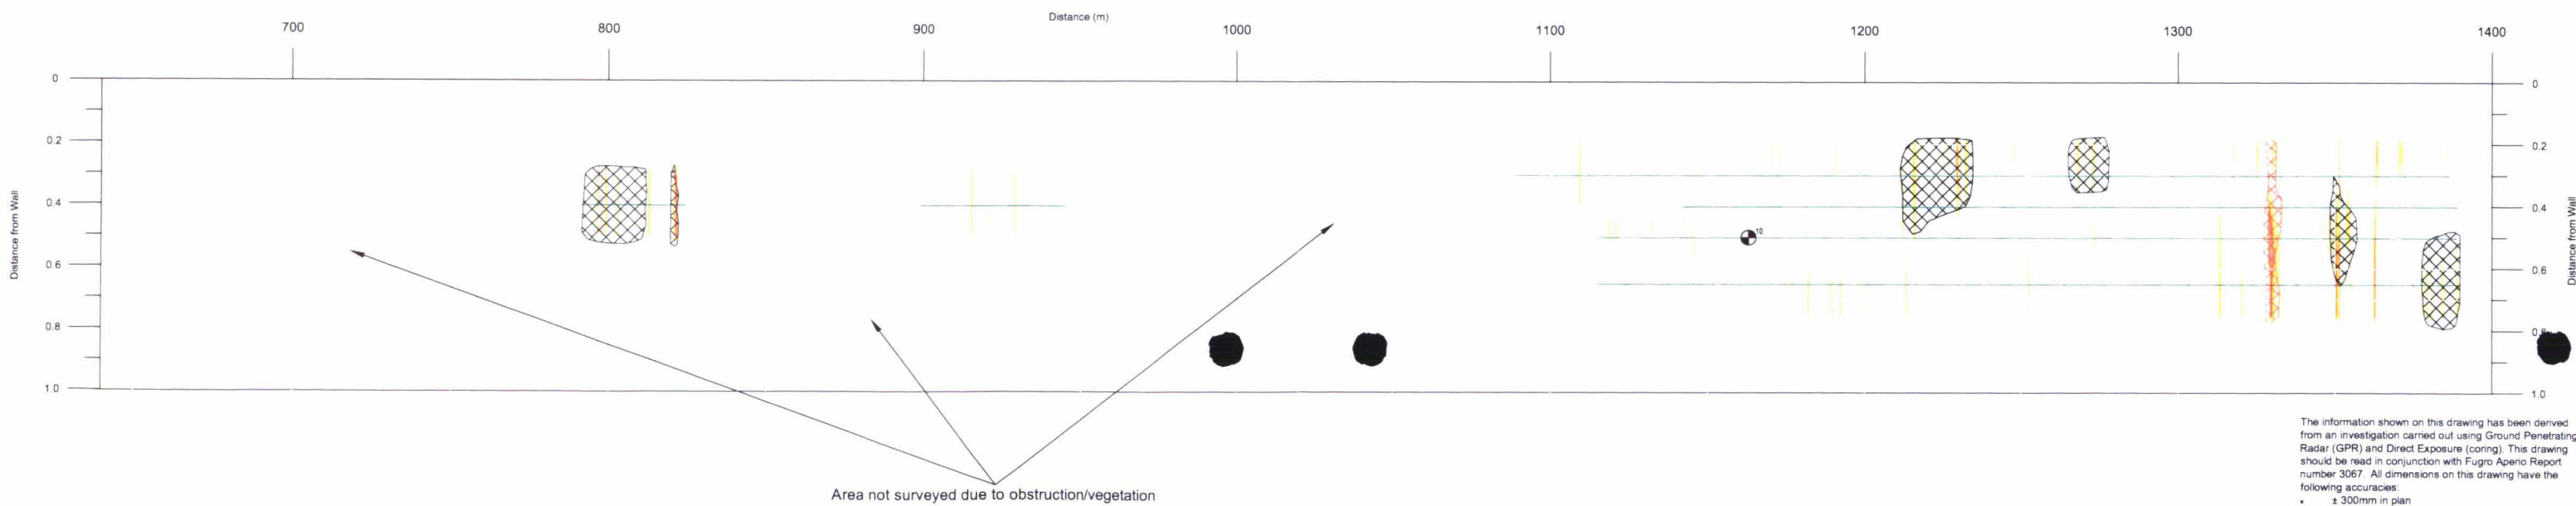 Distance (m)
700 800 900 1000 1100 1200 1300 1400
0 0
0.2 0.2
0.4 0.4
0.6 0.6
0.8
1.0 1.0
Distance from Wall
Distance from Wall
10
Area not surveyed due to obstruction/vegetation
The information shown on this drawing has been derived
from an investigation carried out using Ground Penetrating
Radar (GPR) and Direct Exposure (coring). This drawing
should be read in conjunction with Fugro Aperio Report
number 3067. All dimensions on this drawing have the
following accuracies:
• ± 300mm in plan